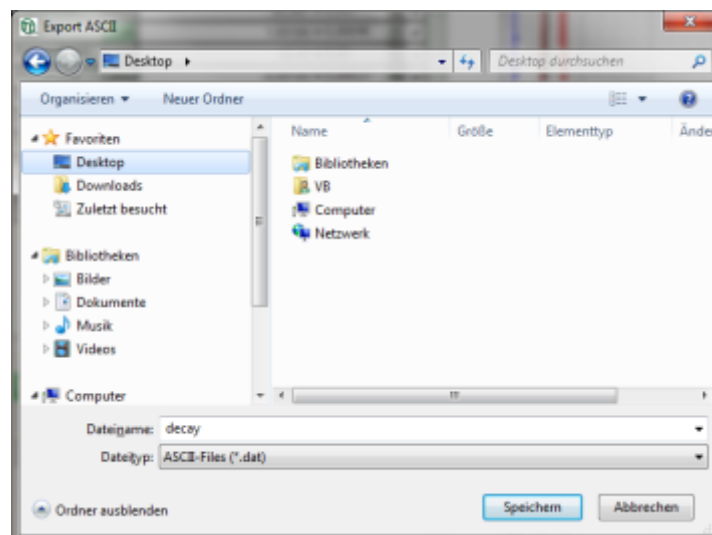 Export ASCII
Desktop
Desktop durchsuchen
Organisieren
Neuer Ordner
Name
Größe
Elementtyp
Änder
Favoriten
Desktop
Downloads
Zuletzt besucht
Bibliotheken
Bilder
Dokumente
Musik
Videos
Computer
Bibliotheken
VB
Computer
Netzwerk
Dateiname: decay
Dateityp: ASCII-Files (*.dat)
Ordner ausblenden
Speichern
Abbrechen